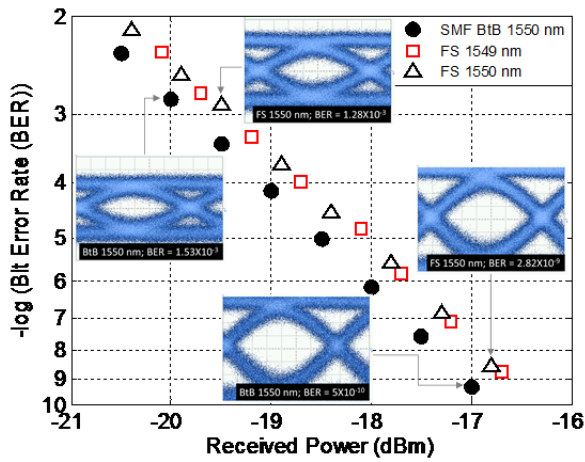 2
3
4
5
6
7
8
9
10
-log (Bit Error Rate (BER))
SMF BtB 1550 nm
FS 1549 nm
FS 1550 nm
FS 1550 nm; BER = 1.28X10⁻³
BtB 1550 nm; BER = 1.53X10⁻³
FS 1550 nm; BER = 2.82X10⁻⁹
BtB 1550 nm; BER = 5X10⁻¹⁰
-21 -20 -19 -18 -17 -16
Received Power (dBm)